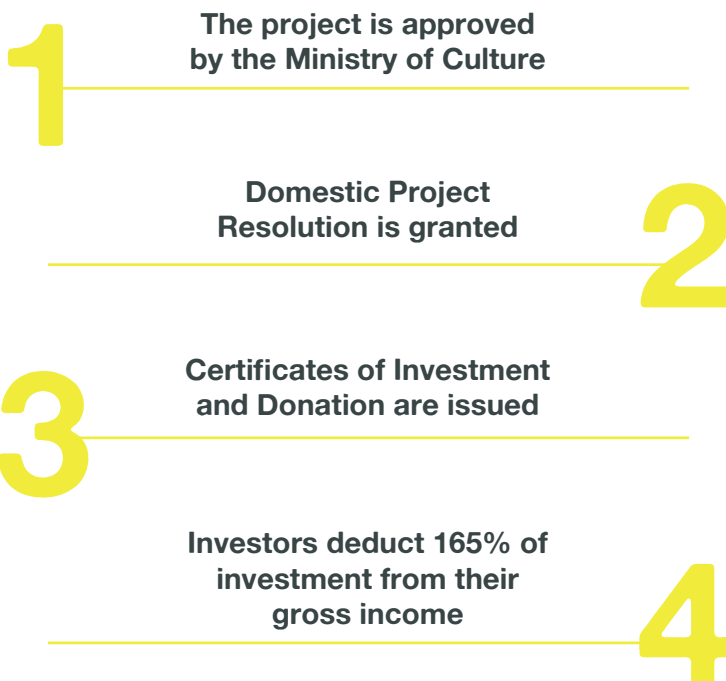 1
The project is approved
by the Ministry of Culture
Domestic Project
Resolution is granted
2
3
Certificates of Investment
and Donation are issued
Investors deduct 165% of
investment from their
gross income
4